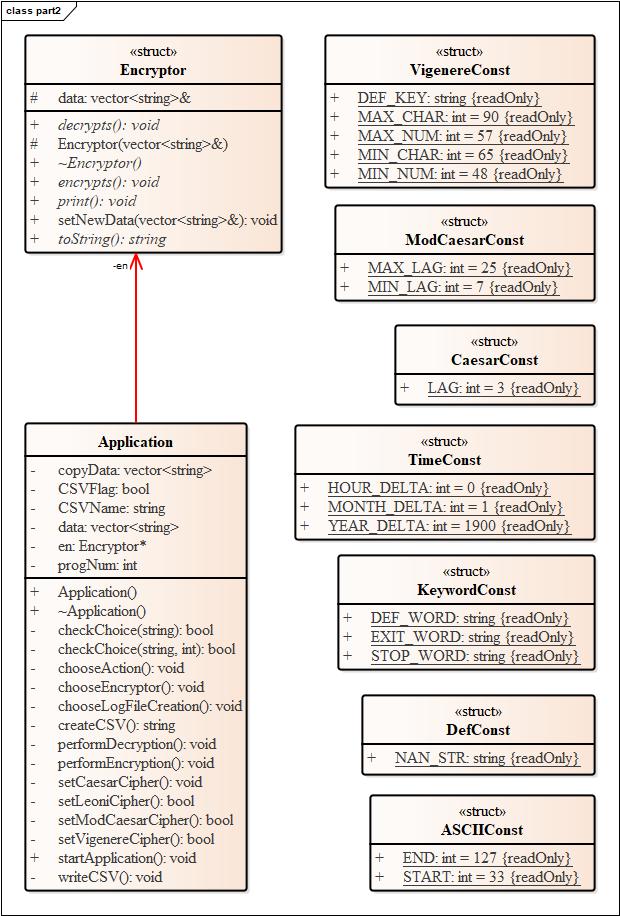 class part2
«struct»
Encryptor
# data: vector<string>&
+ decrypts(): void
# Encryptor(vector<string>&)
+ ~Encryptor()
+ encrypts(): void
+ print(): void
+ setNewData(vector<string>&): void
+ toString(): string
-en
Application
- copyData: vector<string>
- CSVFlag: bool
- CSVName: string
- data: vector<string>
- en: Encryptor*
- progNum: int
+ Application()
+ ~Application()
- checkChoice(string): bool
- checkChoice(string, int): bool
- chooseAction(): void
- chooseEncryptor(): void
- chooseLogFileCreation(): void
- createCSV(): string
- performDecryption(): void
- performEncryption(): void
- setCaesarCipher(): void
- setLeoniCipher(): bool
- setModCaesarCipher(): bool
- setVigenereCipher(): bool
+ startApplication(): void
- writeCSV(): void
«struct»
VigenereConst
+ DEF_KEY: string {readOnly}
+ MAX_CHAR: int = 90 {readOnly}
+ MAX_NUM: int = 57 {readOnly}
+ MIN_CHAR: int = 65 {readOnly}
+ MIN_NUM: int = 48 {readOnly}
«struct»
ModCaesarConst
+ MAX_LAG: int = 25 {readOnly}
+ MIN_LAG: int = 7 {readOnly}
«struct»
CaesarConst
+ LAG: int = 3 {readOnly}
«struct»
TimeConst
+ HOUR_DELTA: int = 0 {readOnly}
+ MONTH_DELTA: int = 1 {readOnly}
+ YEAR_DELTA: int = 1900 {readOnly}
«struct»
KeywordConst
+ DEF_WORD: string {readOnly}
+ EXIT_WORD: string {readOnly}
+ STOP_WORD: string {readOnly}
«struct»
DefConst
+ NAN_STR: string {readOnly}
«struct»
ASCIIConst
+ END: int = 127 {readOnly}
+ START: int = 33 {readOnly}